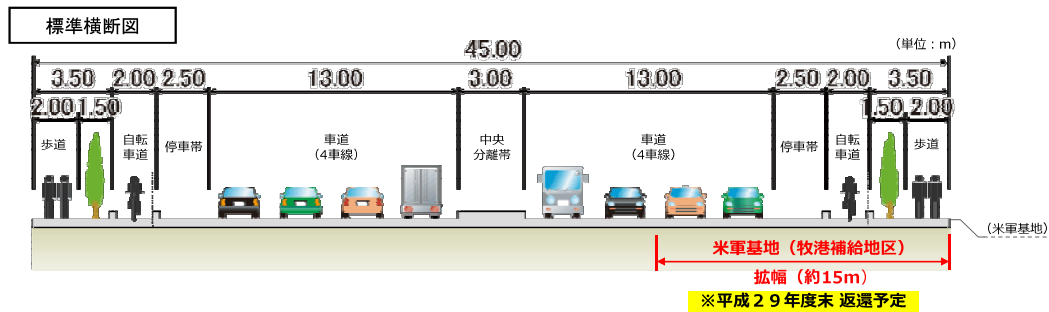 標準横断図
（単位：m）
45.00
3.50 2.00 2.50 13.00 3.00 13.00 2.50 2.00 3.50
2.00 1.50 1.50 2.00
歩道
自転
車道
停車帯
車道
（4車線）
中央
分離帯
車道
（4車線）
停車帯
自転
車道
歩道
（米軍基地）
米軍基地（牧港補給地区）
拡幅（約15m）
※平成２９年度末 返還予定